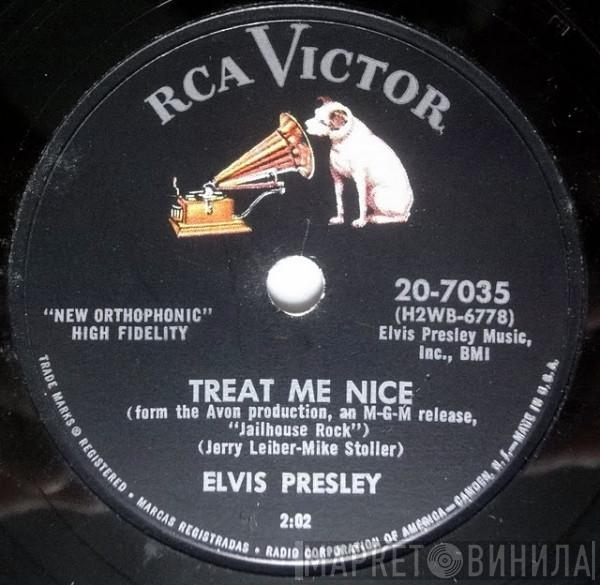 RCA VICTOR
20-7035
(H2WB-6778)
Elvis Presley Music,
Inc., BMI
"NEW ORTHOPHONIC"
HIGH FIDELITY
TREAT ME NICE
(form the Avon production, an M-G-M release,
"Jailhouse Rock")
(Jerry Leiber-Mike Stoller)
ELVIS PRESLEY
2:02
TRADE MARKS ® REGISTERED • MARCAS REGISTRADAS • RADIO CORPORATION OF AMERICA—CAMDEN, N. J.—MADE IN U.S.A.
МАРКЕТ ВИНИЛА